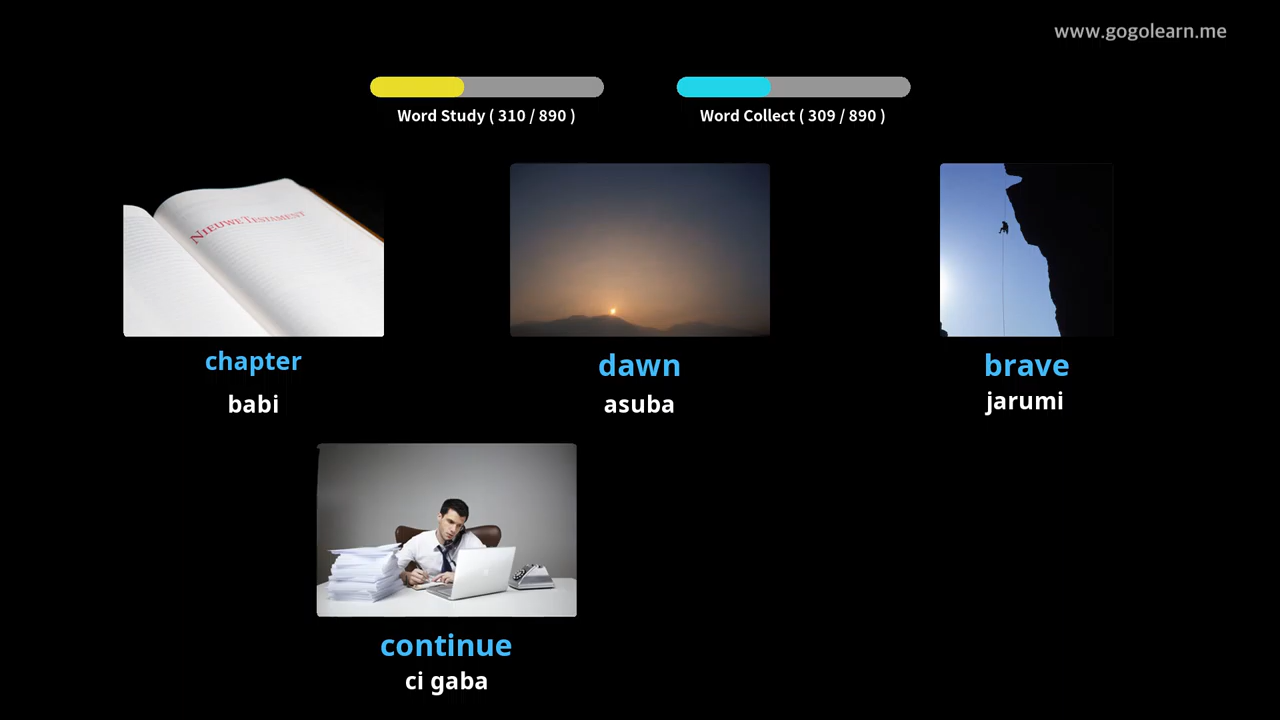 www.gogolearn.me
Word Study ( 310 / 890 )
Word Collect ( 309 / 890 )
NIEUWE TESTAMENT
chapter
babi
dawn
asuba
brave
jarumi
continue
ci gaba